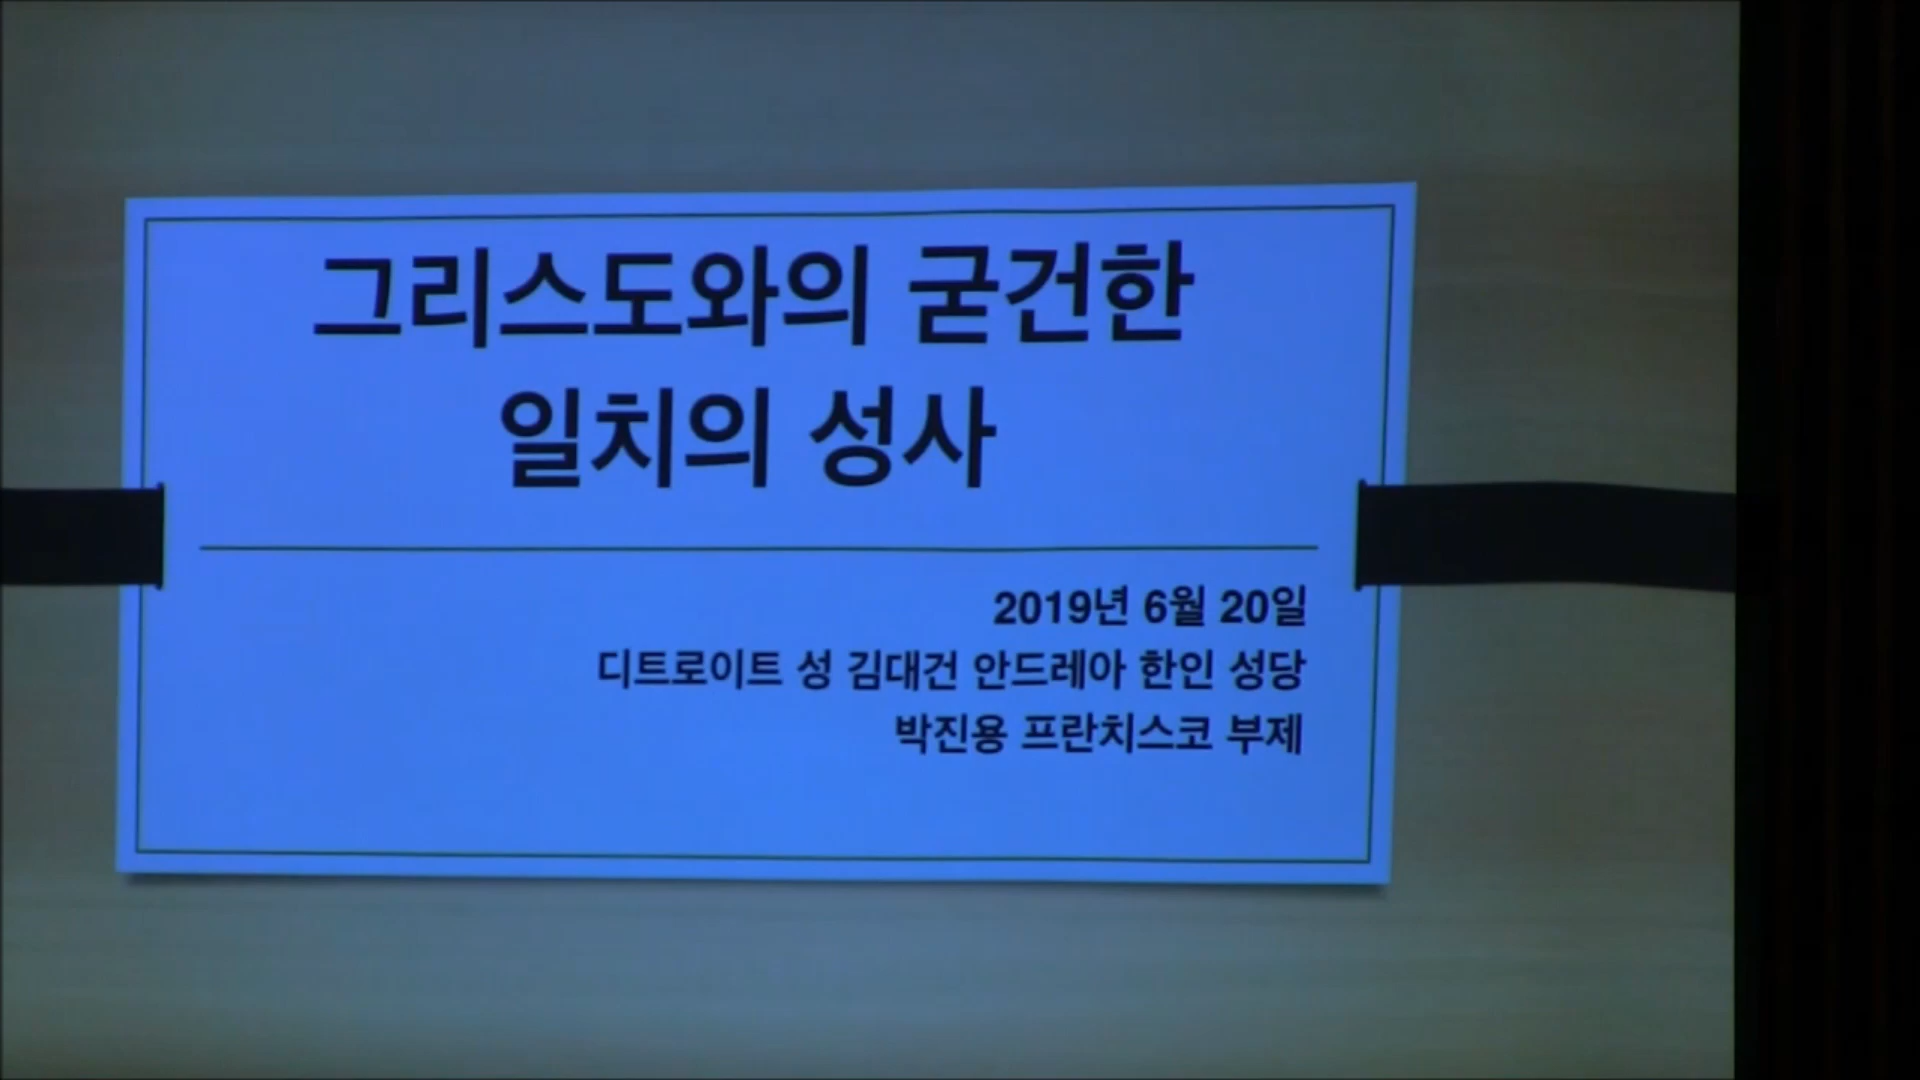 그리스도와의 굳건한
일치의 성사
2019년 6월 20일
디트로이트 성 김대건 안드레아 한인 성당
박진용 프란치스코 부제